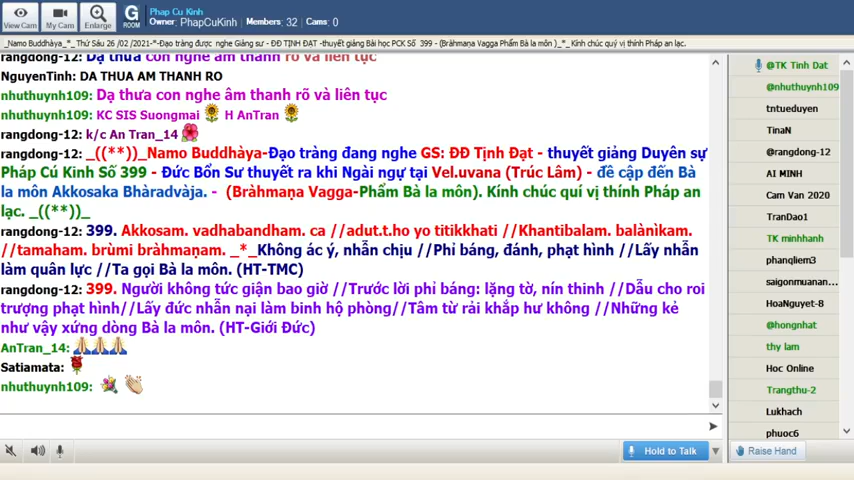 View Cam
My Cam
Enlarge
G
ROOM
Phap Cu Kinh
Owner: PhapCuKinh , Members: 32 Cams: 0
_Namo Buddhàya_*_ Thứ Sáu 26 /02 /2021-*-Đạo tràng được nghe Giảng sư - ĐĐ TỊNH ĐẠT -thuyết giảng Bài học PCK Số 399 - (Bràhmaṇa Vagga Phẩm Bà la môn )_*_ Kính chúc quý vị thính Pháp an lạc.
rangdong-12: Dạ thưa con nghe âm thanh rõ và liên tục
NguyenTinh: DA THUA AM THANH RO
nhuthuynh109: Dạ thưa con nghe âm thanh rõ và liên tục
nhuthuynh109: KC SIS Suongmai H AnTran
rangdong-12: k/c An Tran_14
rangdong-12: _((**))_Namo Buddhàya-Đạo tràng đang nghe GS: ĐĐ Tịnh Đạt - thuyết giảng Duyên sự
Pháp Cú Kinh Số 399 - Đức Bổn Sư thuyết ra khi Ngài ngự tại Vel.uvana (Trúc Lâm) - đề cập đến Bà
la môn Akkosaka Bhàradvàja. - (Bràhmaṇa Vagga-Phẩm Bà la môn). Kính chúc quí vị thính Pháp an
lạc. _((**))_
rangdong-12: 399. Akkosam. vadhabandham. ca //adut.t.ho yo titikkhati //Khantibalam. balànìkam.
//tamaham. brùmi bràhmaṇam. _*_Không ác ý, nhẫn chịu //Phỉ báng, đánh, phạt hình //Lấy nhẫn
làm quân lực //Ta gọi Bà la môn. (HT-TMC)
rangdong-12: 399. Người không tức giận bao giờ //Trước lời phỉ báng: lặng tờ, nín thinh //Dẫu cho roi
trượng phạt hình//Lấy đức nhẫn nại làm binh hộ phòng//Tâm từ rải khắp hư không //Những kẻ
như vậy xứng dòng Bà la môn. (HT-Giới Đức)
AnTran_14:
Satiamata:
nhuthuynh109:
Hold to Talk
@TK Tinh Dat
@nhuthuynh109
tntueduyen
TinaN
@rangdong-12
AI MINH
Cam Van 2020
TranDao1
TK minhhanh
phanqliem3
saigonmuanan...
HoaNguyet-8
@hongnhat
thy lam
Hoc Online
Trangthu-2
Lukhach
phuoc6
Raise Hand